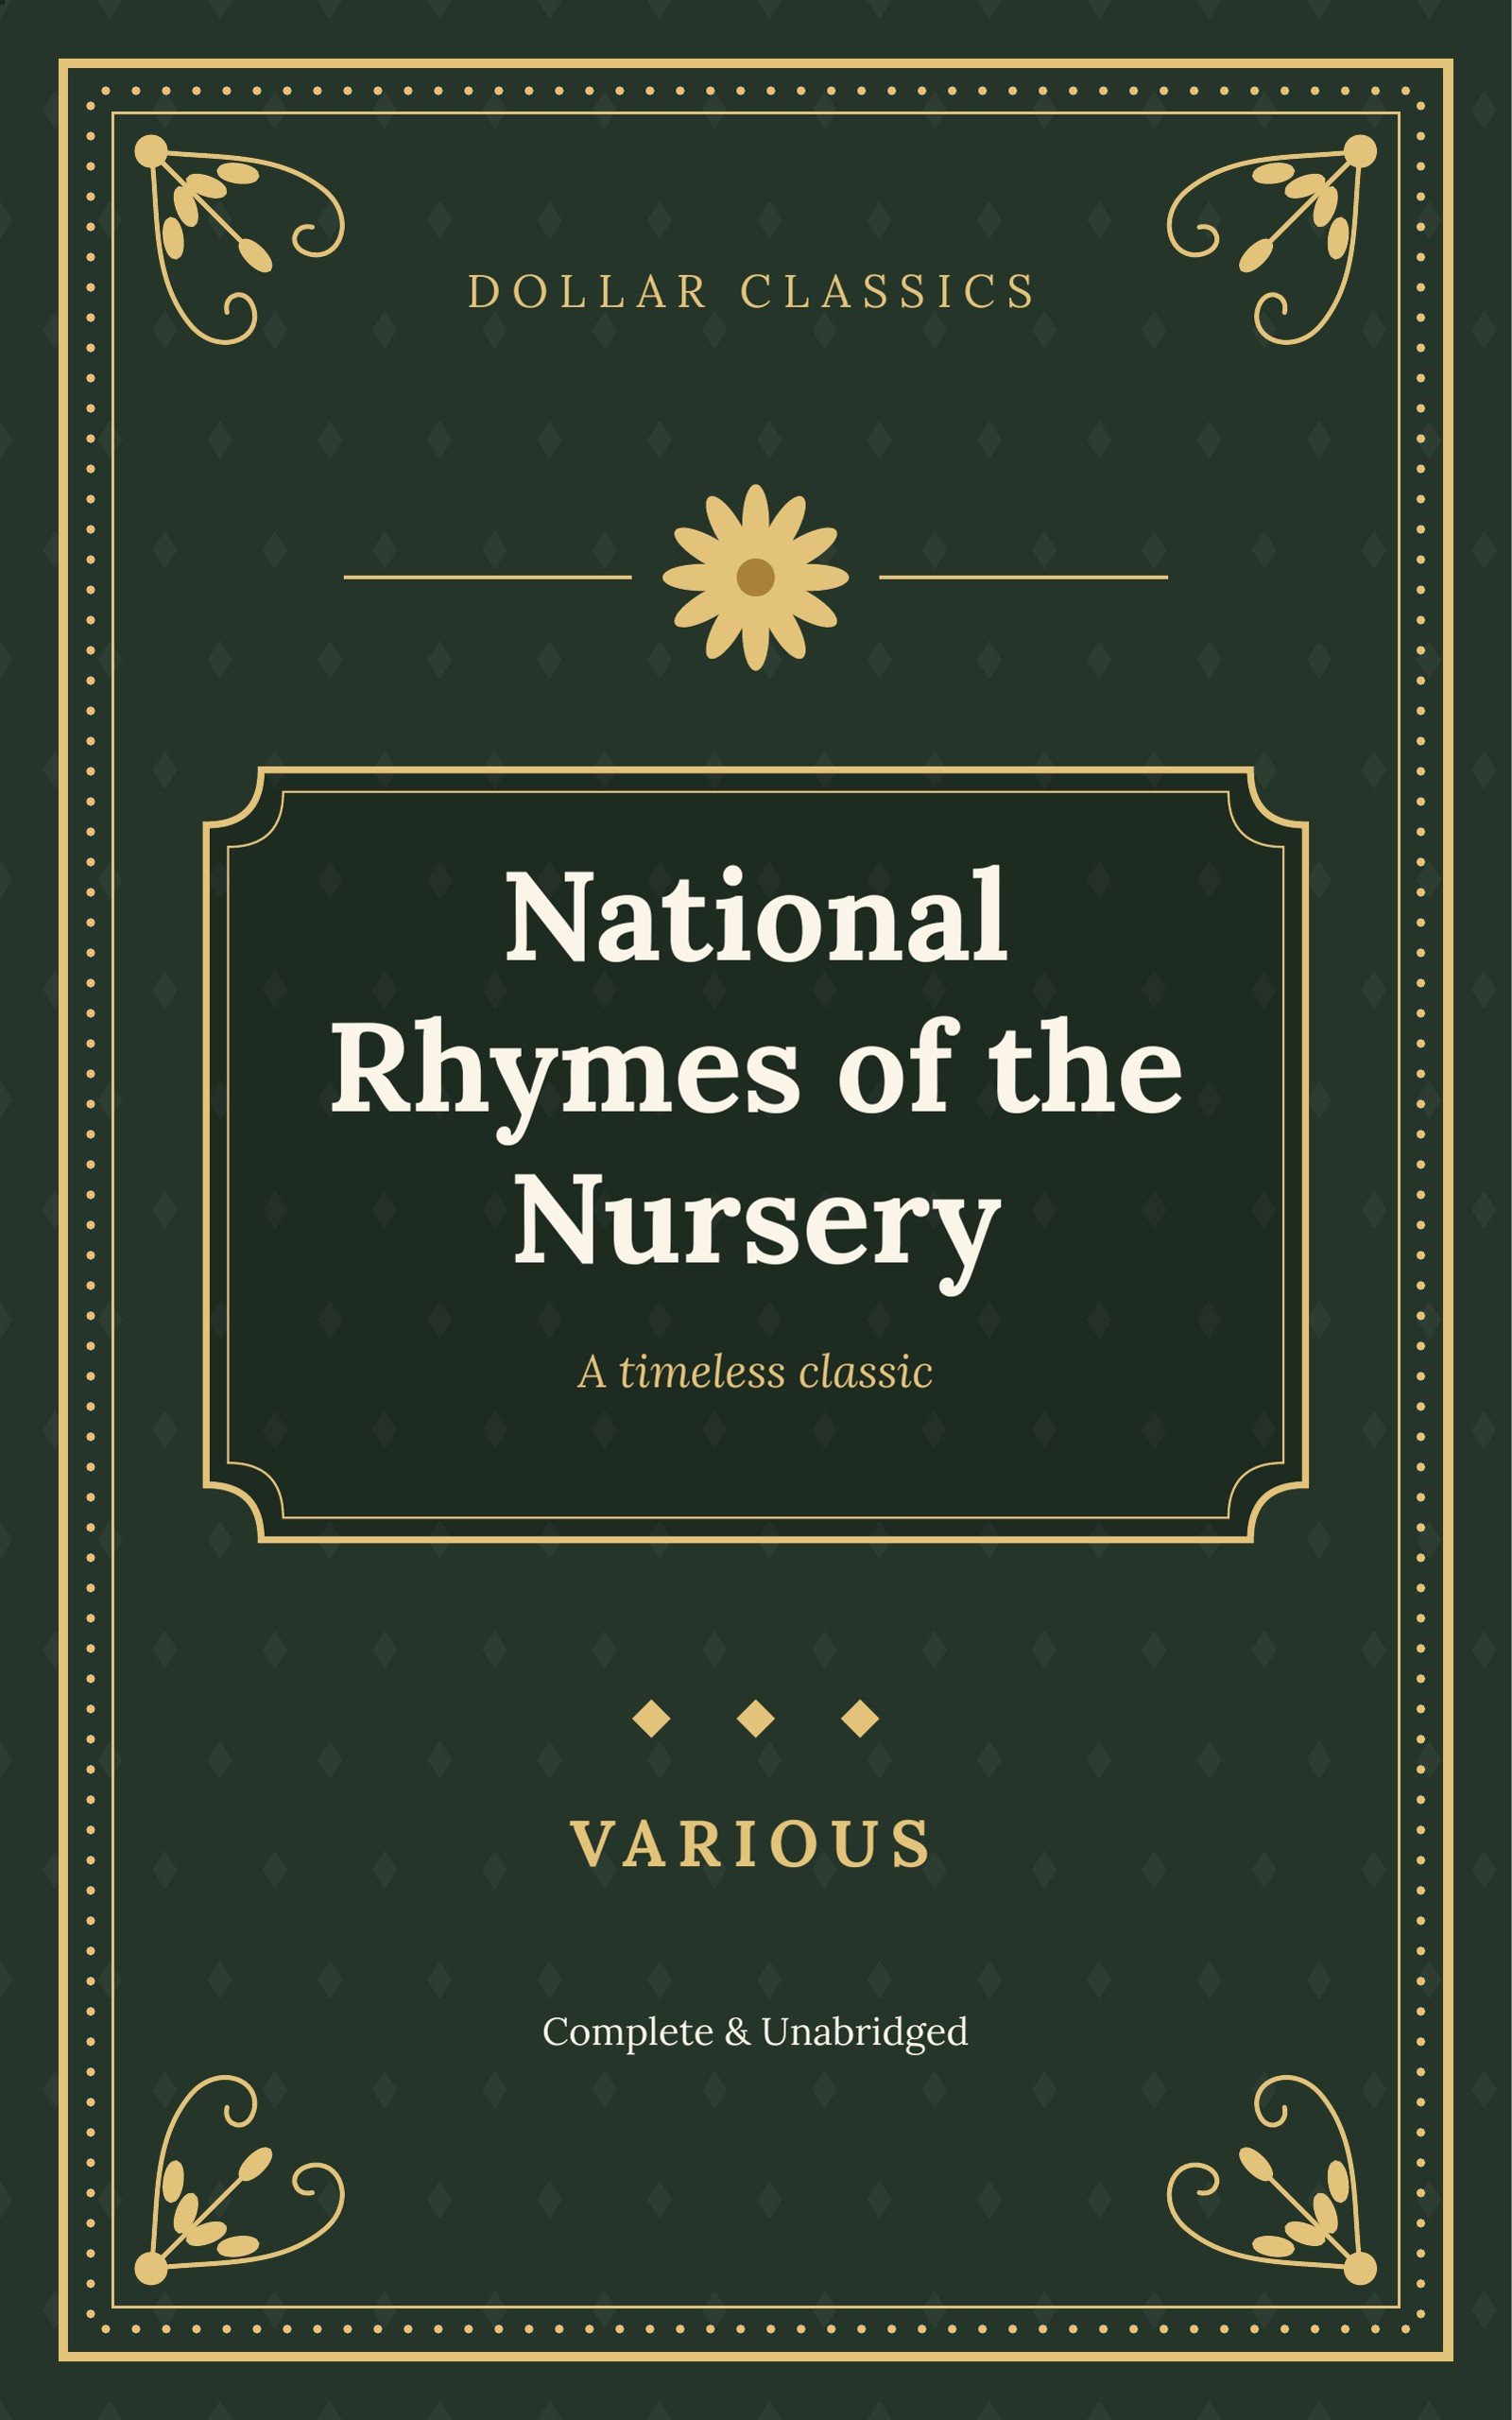 DOLLAR CLASSICS
National
Rhymes of the
Nursery
A timeless classic
VARIOUS
Complete & Unabridged